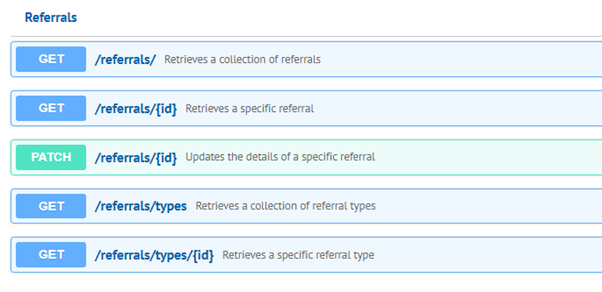 Referrals
GET /referrals/ Retrieves a collection of referrals
GET /referrals/{id} Retrieves a specific referral
PATCH /referrals/{id} Updates the details of a specific referral
GET /referrals/types Retrieves a collection of referral types
GET /referrals/types/{id} Retrieves a specific referral type